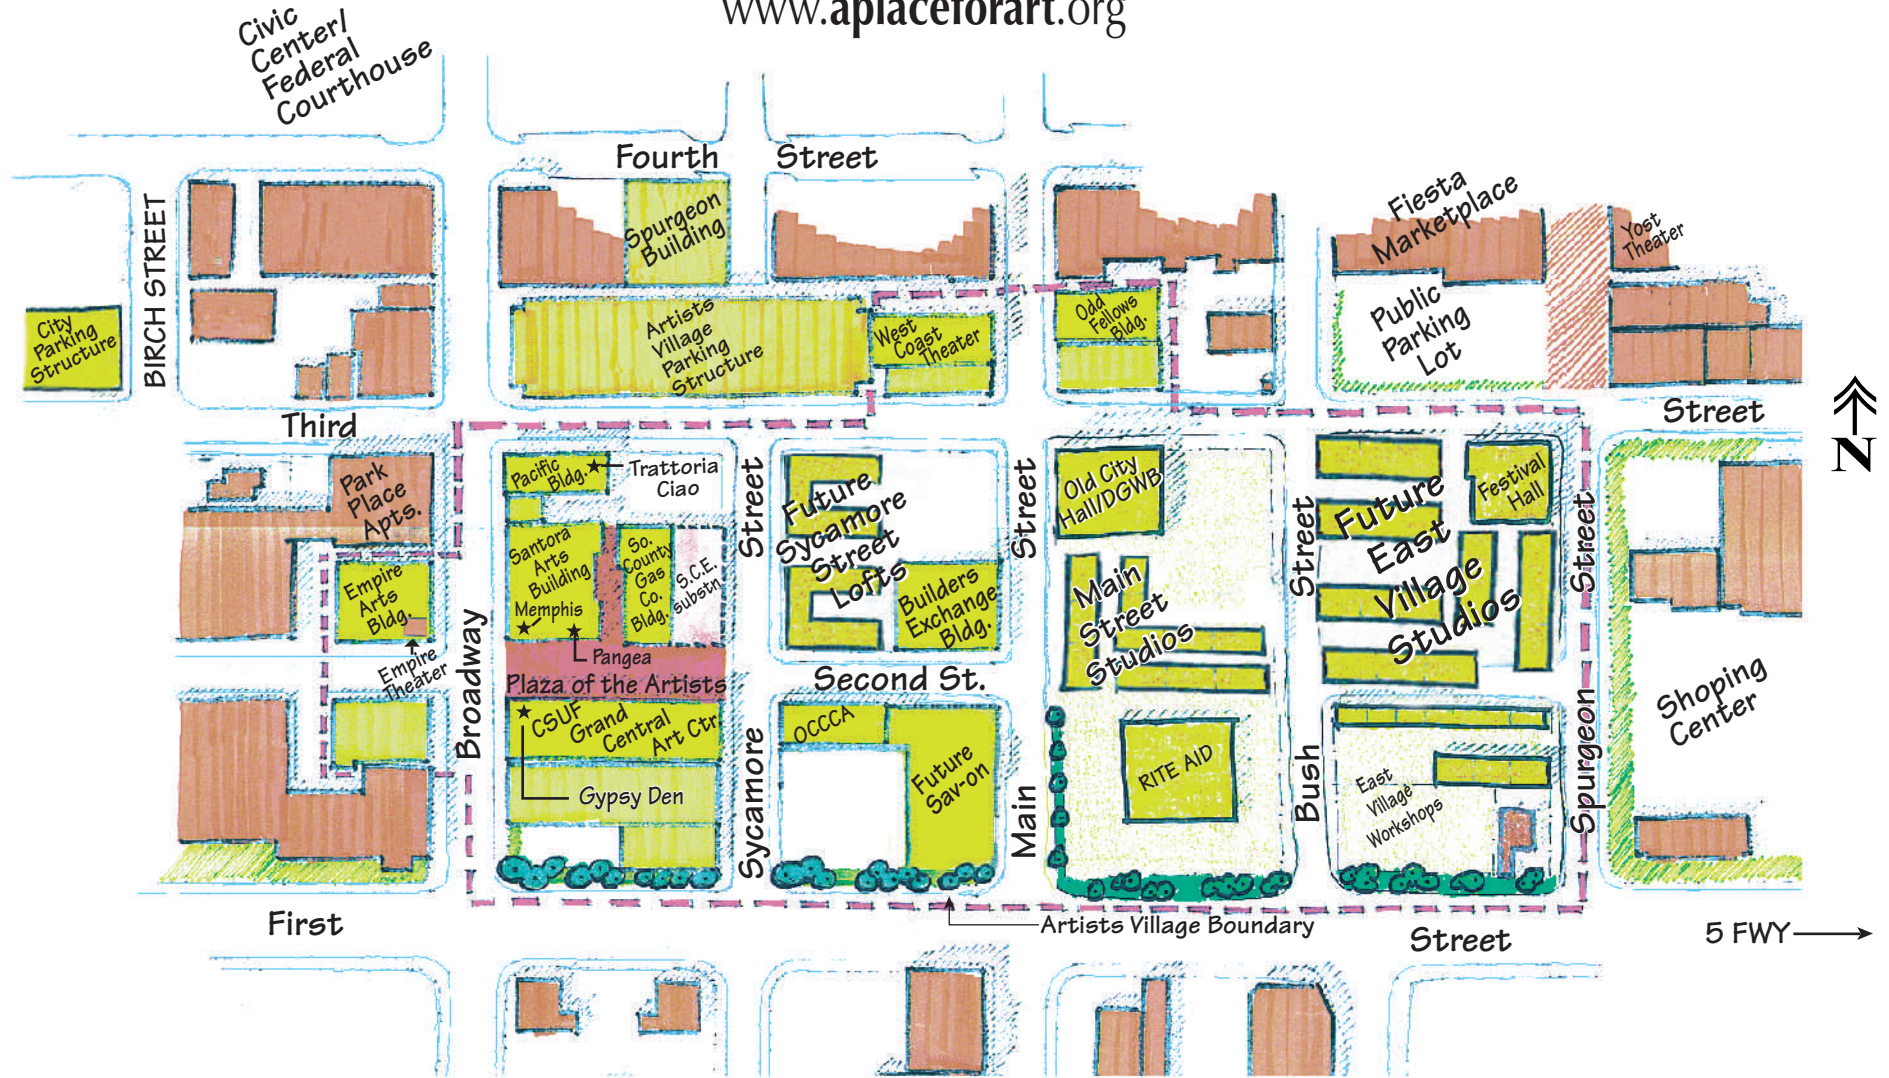 www.aplaceforart.org
Civic
Center/
Federal
Courthouse
Fourth Street
BIRCH STREET
City
Parking
Structure
Spurgeon
Building
Artists
Village
Parking
Structure
West
Coast
Theater
Odd
Fellows
Bldg.
Fiesta
Marketplace
Public
Parking
Lot
Yost
Theater
Third
Street
N
Park
Place
Apts.
Empire
Arts
Bldg.
Empire
Theater
Broadway
Pacific
Bldg.
Trattoria
Ciao
Santora
Arts
Building
Memphis
Pangea
So.
County
Gas
Co.
Bldg.
S.C.E.
substn.
Plaza of the Artists
CSUF
Grand
Central
Art Ctr.
Gypsy Den
Street
Sycamore
Future
Sycamore
Street
Lofts
Builders
Exchange
Bldg.
Second St.
OCCCA
Future
Sav-on
Street
Main
Old City
Hall/DGWB
Main
Street
Studios
RITE AID
Street
Bush
Future
East
Village
Studios
Festival
Hall
East
Village
Workshops
Street
Spurgeon
Shoping
Center
First
Artists Village Boundary
Street
5 FWY